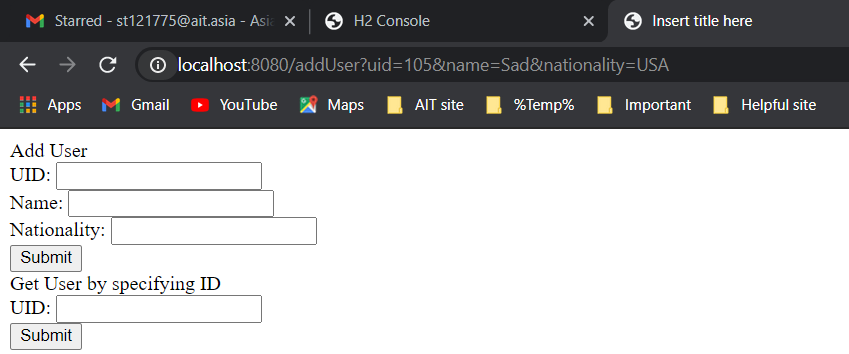 Starred - st121775@ait.asia - Asia
H2 Console
Insert title here
localhost:8080/addUser?uid=105&name=Sad&nationality=USA
Apps
Gmail
YouTube
Maps
AIT site
%Temp%
Important
Helpful site
Add User
UID:
Name:
Nationality:
Submit
Get User by specifying ID
UID:
Submit